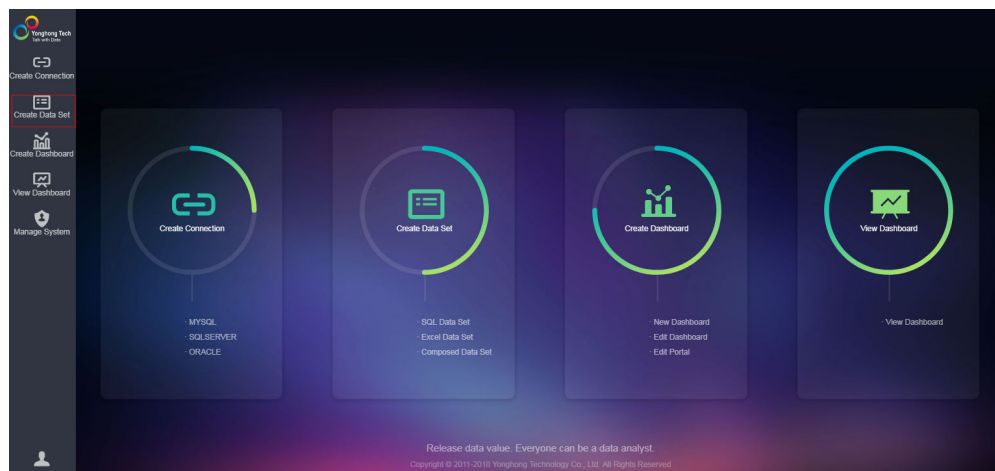 Yonghong Tech
Talk with Data
Create Connection
Create Data Set
Create Dashboard
View Dashboard
Manage System
Create Connection
· MYSQL
· SQLSERVER
· ORACLE
Create Data Set
· SQL Data Set
· Excel Data Set
· Composed Data Set
Create Dashboard
· New Dashboard
· Edit Dashboard
· Edit Portal
View Dashboard
· View Dashboard
Release data value. Everyone can be a data analyst.
Copyright © 2011-2018 Yonghong Technology Co., Ltd. All Rights Reserved